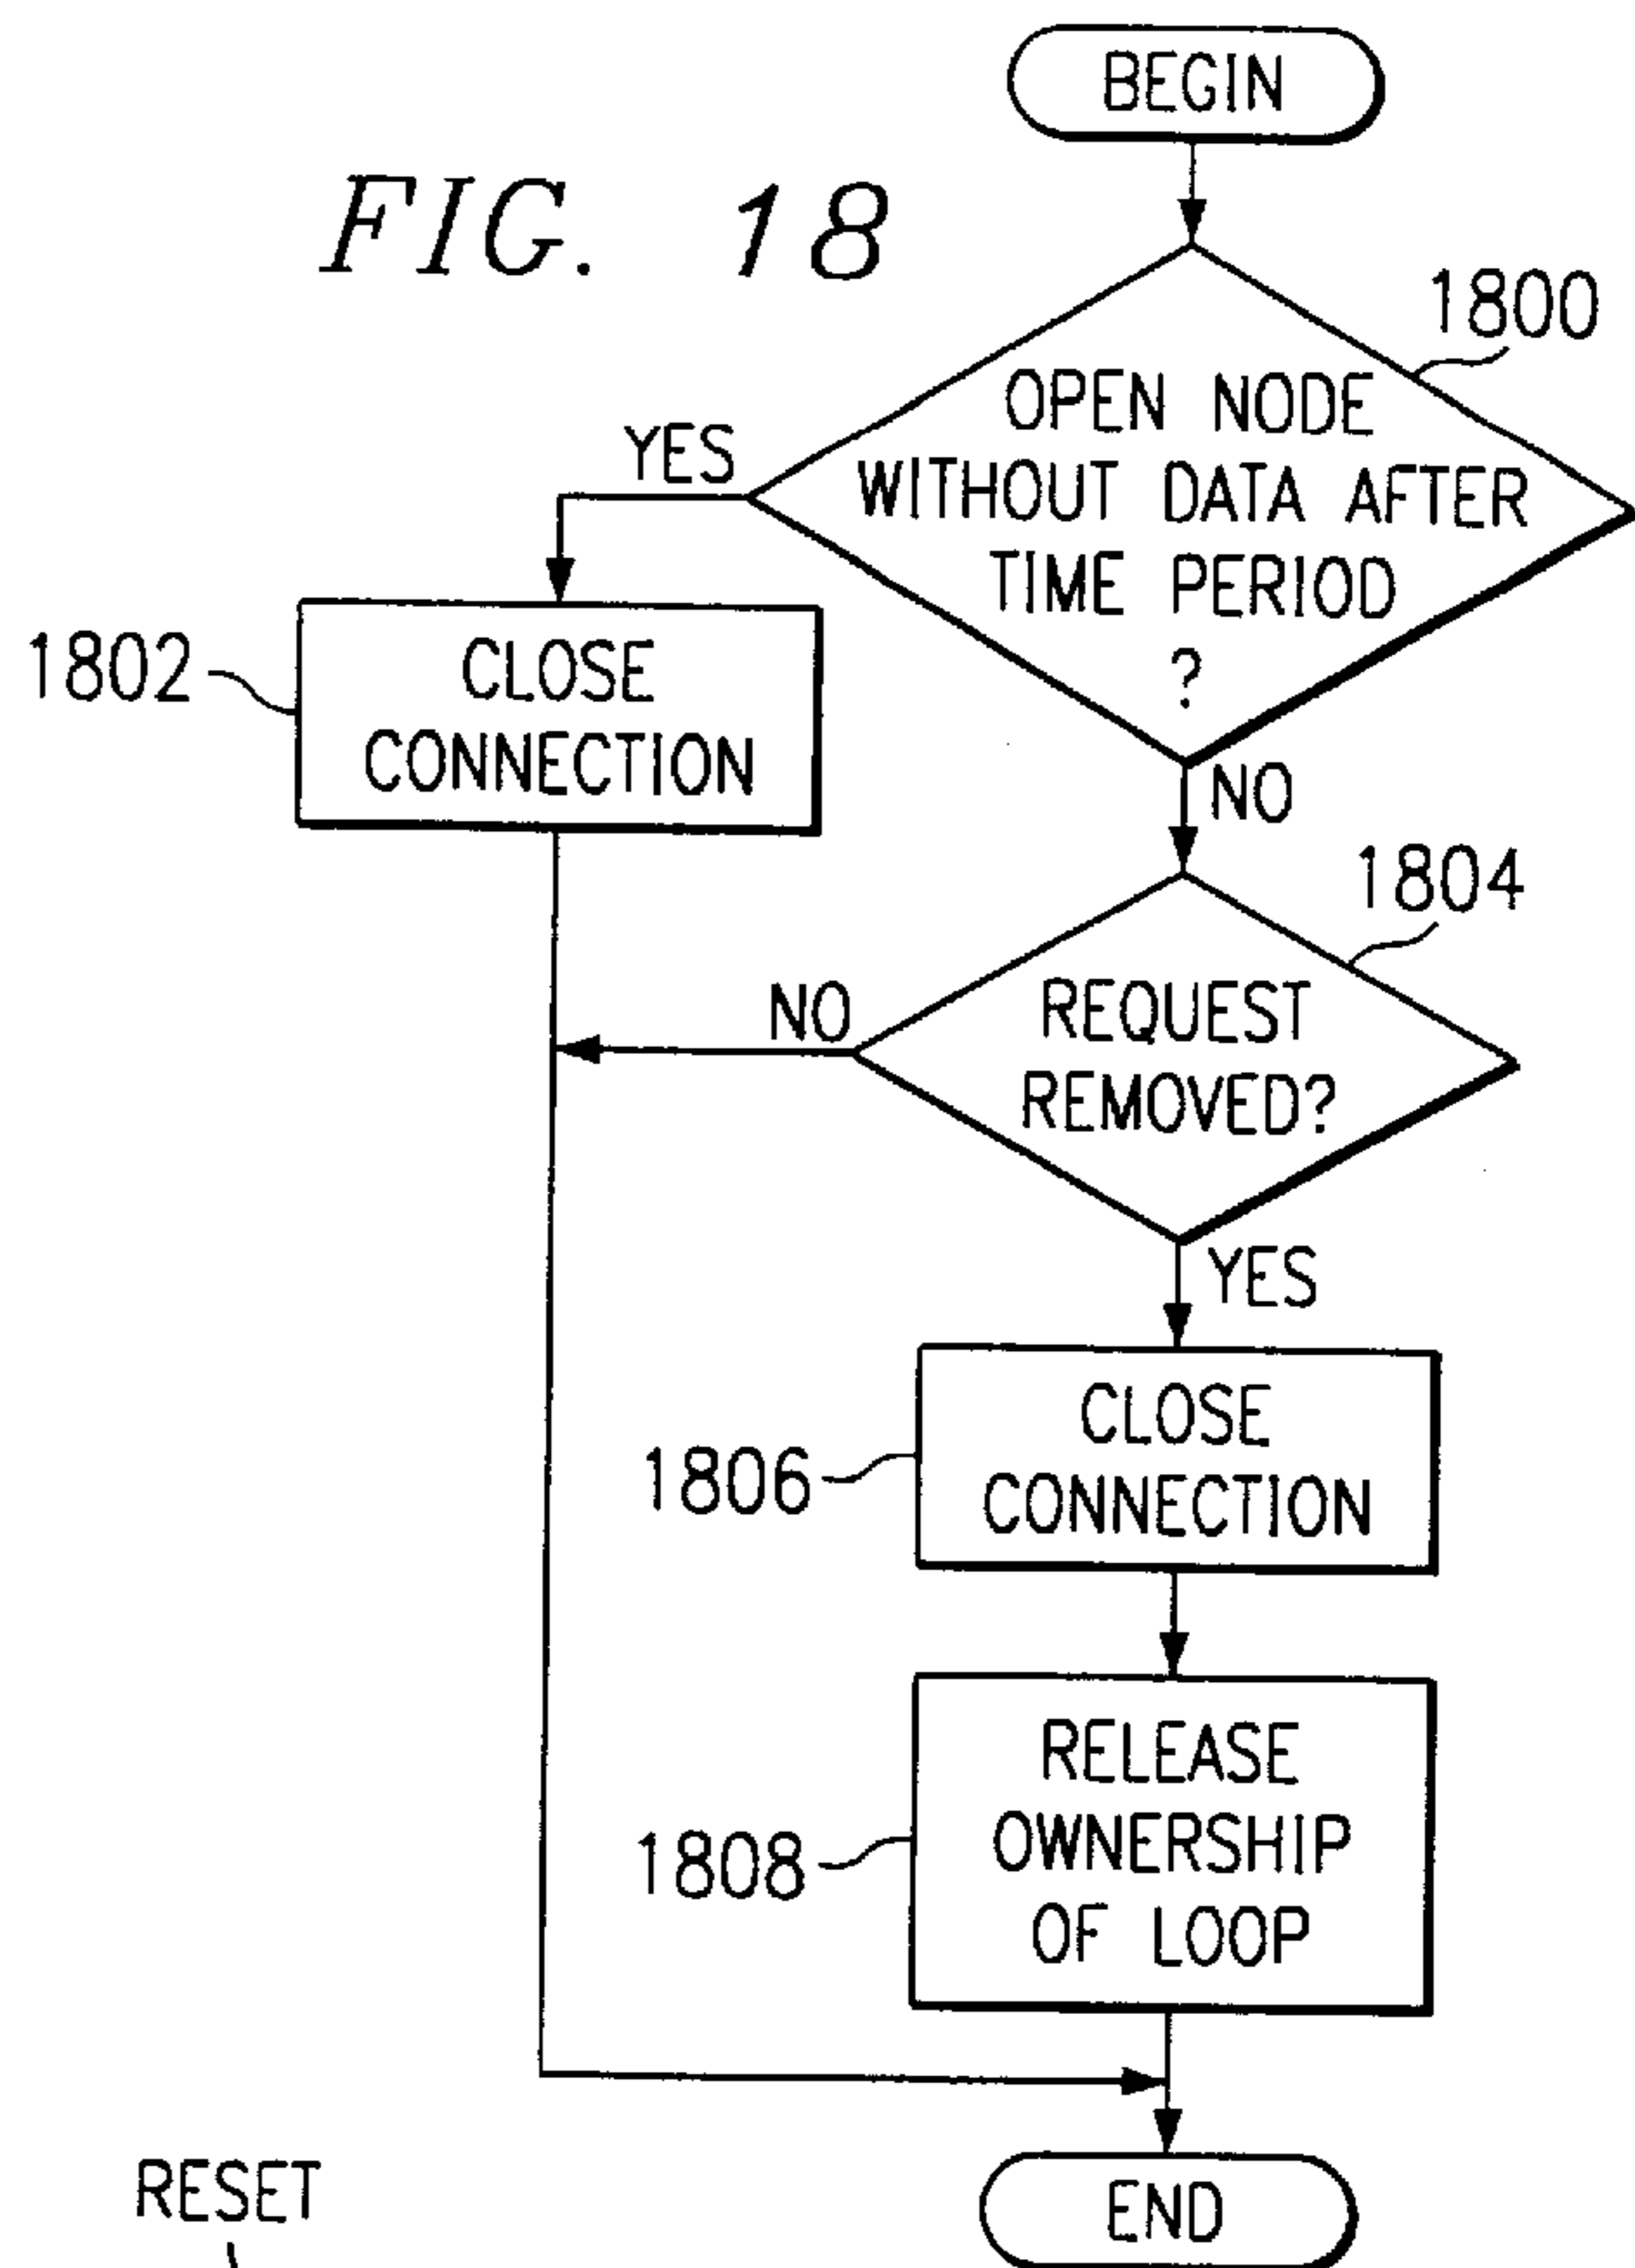 BEGIN
FIG. 18
1800
OPEN NODE
WITHOUT DATA AFTER
TIME PERIOD
?
YES
NO
1802
CLOSE
CONNECTION
1804
REQUEST
REMOVED?
NO
YES
1806
CLOSE
CONNECTION
1808
RELEASE
OWNERSHIP
OF LOOP
END
RESET